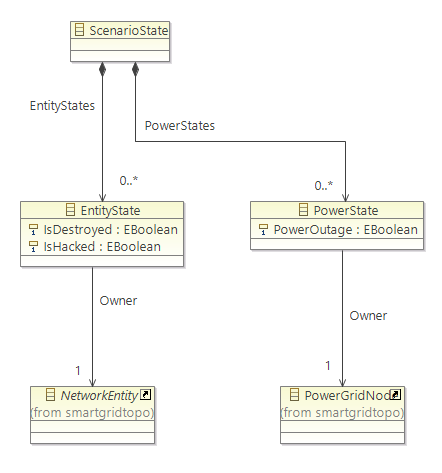 ScenarioState
EntityStates
PowerStates
0..*
0..*
EntityState
IsDestroyed : EBoolean
IsHacked : EBoolean
PowerState
PowerOutage : EBoolean
Owner
Owner
1
1
NetworkEntity
(from smartgridtopo)
PowerGridNode
(from smartgridtopo)